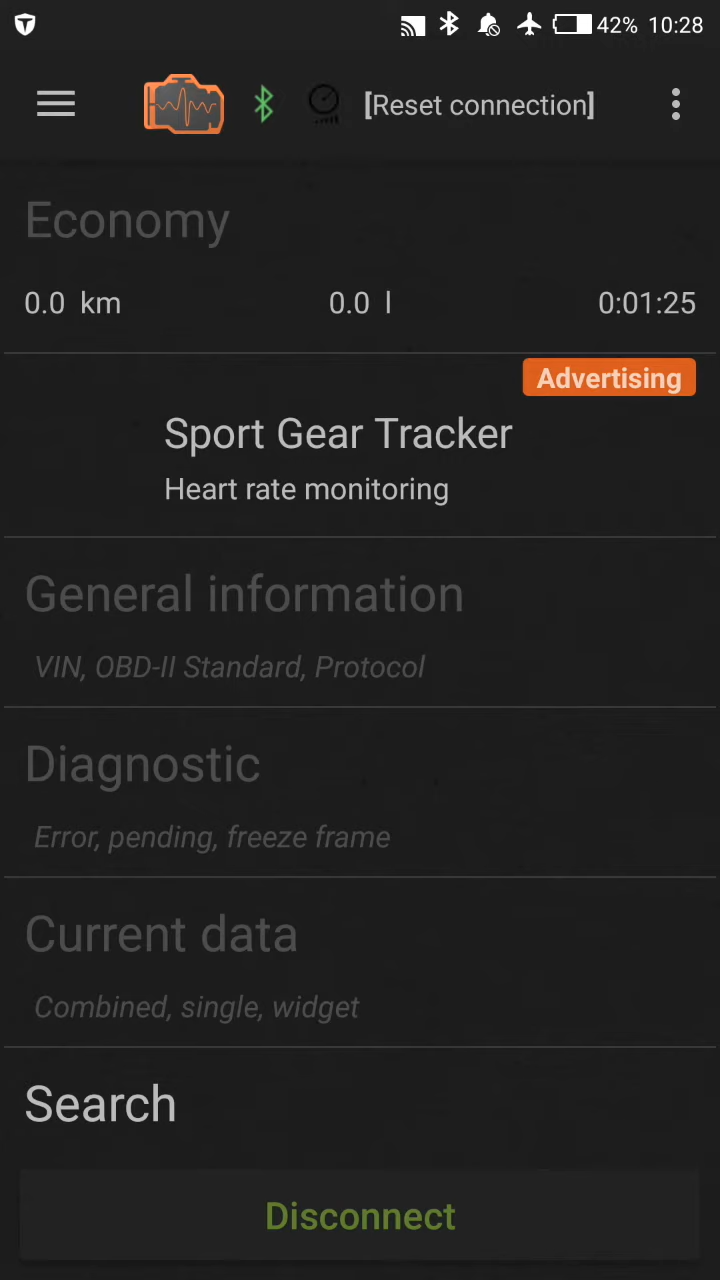 42% 10:28
[Reset connection]
Economy
0.0 km 0.0 l 0:01:25
Advertising
Sport Gear Tracker
Heart rate monitoring
General information
VIN, OBD-II Standard, Protocol
Diagnostic
Error, pending, freeze frame
Current data
Combined, single, widget
Search
Disconnect